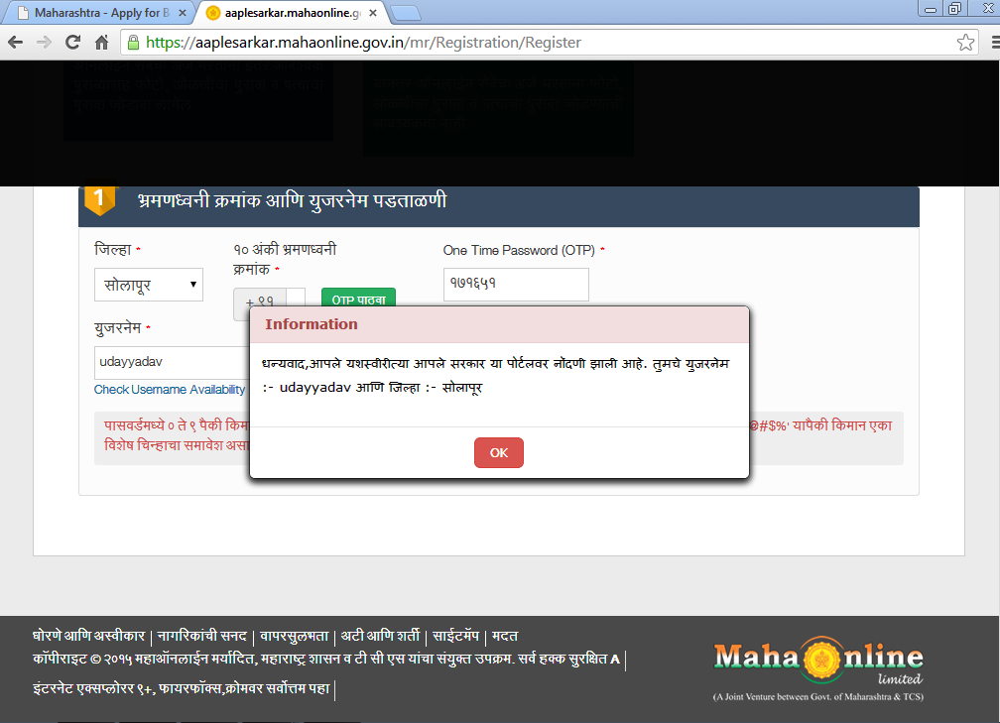 Maharashtra - Apply for B
aaplesarkar.mahaonline.g
https://aaplesarkar.mahaonline.gov.in/mr/Registration/Register
1 भ्रमणध्वनी क्रमांक आणि युजरनेम पडताळणी
जिल्हा *
१० अंकी भ्रमणध्वनी
क्रमांक *
One Time Password (OTP) *
सोलापूर
+ ९१
OTP पाठवा
१७१६५१
युजरनेम *
udayyadav
Check Username Availability
Information
धन्यवाद,आपले यशस्वीरीत्या आपले सरकार या पोर्टलवर नोंदणी झाली आहे. तुमचे युजरनेम
:- udayyadav आणि जिल्हा :- सोलापूर
OK
पासवर्डमध्ये ० ते ९ पैकी किम @#$%' यापैकी किमान एका
विशेष चिन्हाचा समावेश असा
धोरणे आणि अस्वीकार | नागरिकांची सनद | वापरसुलभता | अटी आणि शर्ती | साईटमॅप | मदत
कॉपीराइट © २०१५ महाऑनलाईन मर्यादित, महाराष्ट्र शासन व टी सी एस यांचा संयुक्त उपक्रम. सर्व हक्क सुरक्षित A |
इंटरनेट एक्सप्लोरर ९+, फायरफॉक्स,क्रोमवर सर्वोत्तम पहा |
Maha Online
limited
(A Joint Venture between Govt. of Maharashtra & TCS)